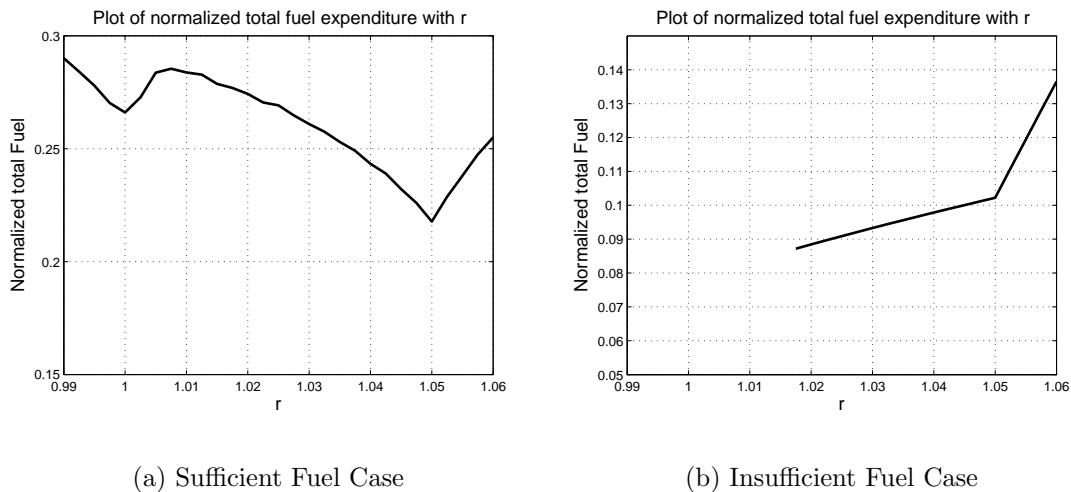 Plot of normalized total fuel expenditure with r
0.3
0.25
0.2
0.15
Normalized total Fuel
0.99 1 1.01 1.02 1.03 1.04 1.05 1.06
r
(a) Sufficient Fuel Case
Plot of normalized total fuel expenditure with r
0.14
0.13
0.12
0.11
0.1
0.09
0.08
0.07
0.06
0.05
Normalized total Fuel
0.99 1 1.01 1.02 1.03 1.04 1.05 1.06
r
(b) Insufficient Fuel Case